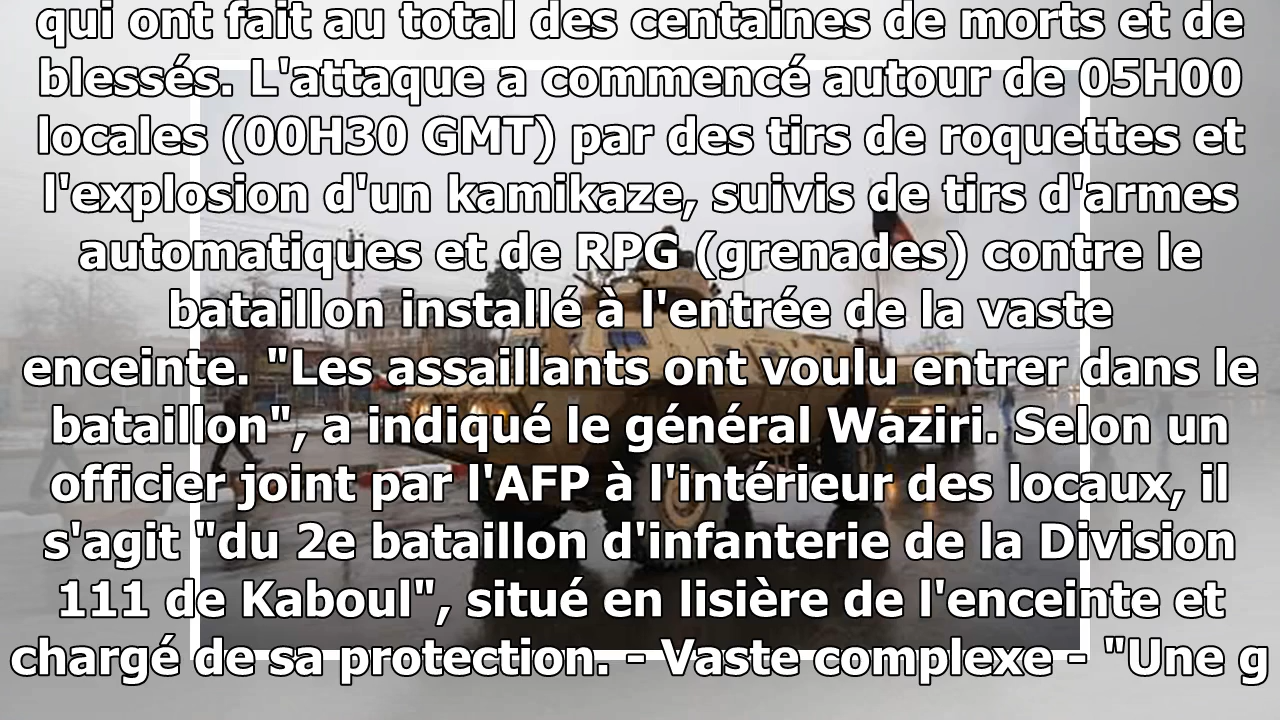 qui ont fait au total des centaines de morts et de
blessés. L'attaque a commencé autour de 05H00
locales (00H30 GMT) par des tirs de roquettes et
l'explosion d'un kamikaze, suivis de tirs d'armes
automatiques et de RPG (grenades) contre le
bataillon installé à l'entrée de la vaste
enceinte. "Les assaillants ont voulu entrer dans le
bataillon", a indiqué le général Waziri. Selon un
officier joint par l'AFP à l'intérieur des locaux, il
s'agit "du 2e bataillon d'infanterie de la Division
111 de Kaboul", situé en lisière de l'enceinte et
chargé de sa protection. - Vaste complexe - "Une g